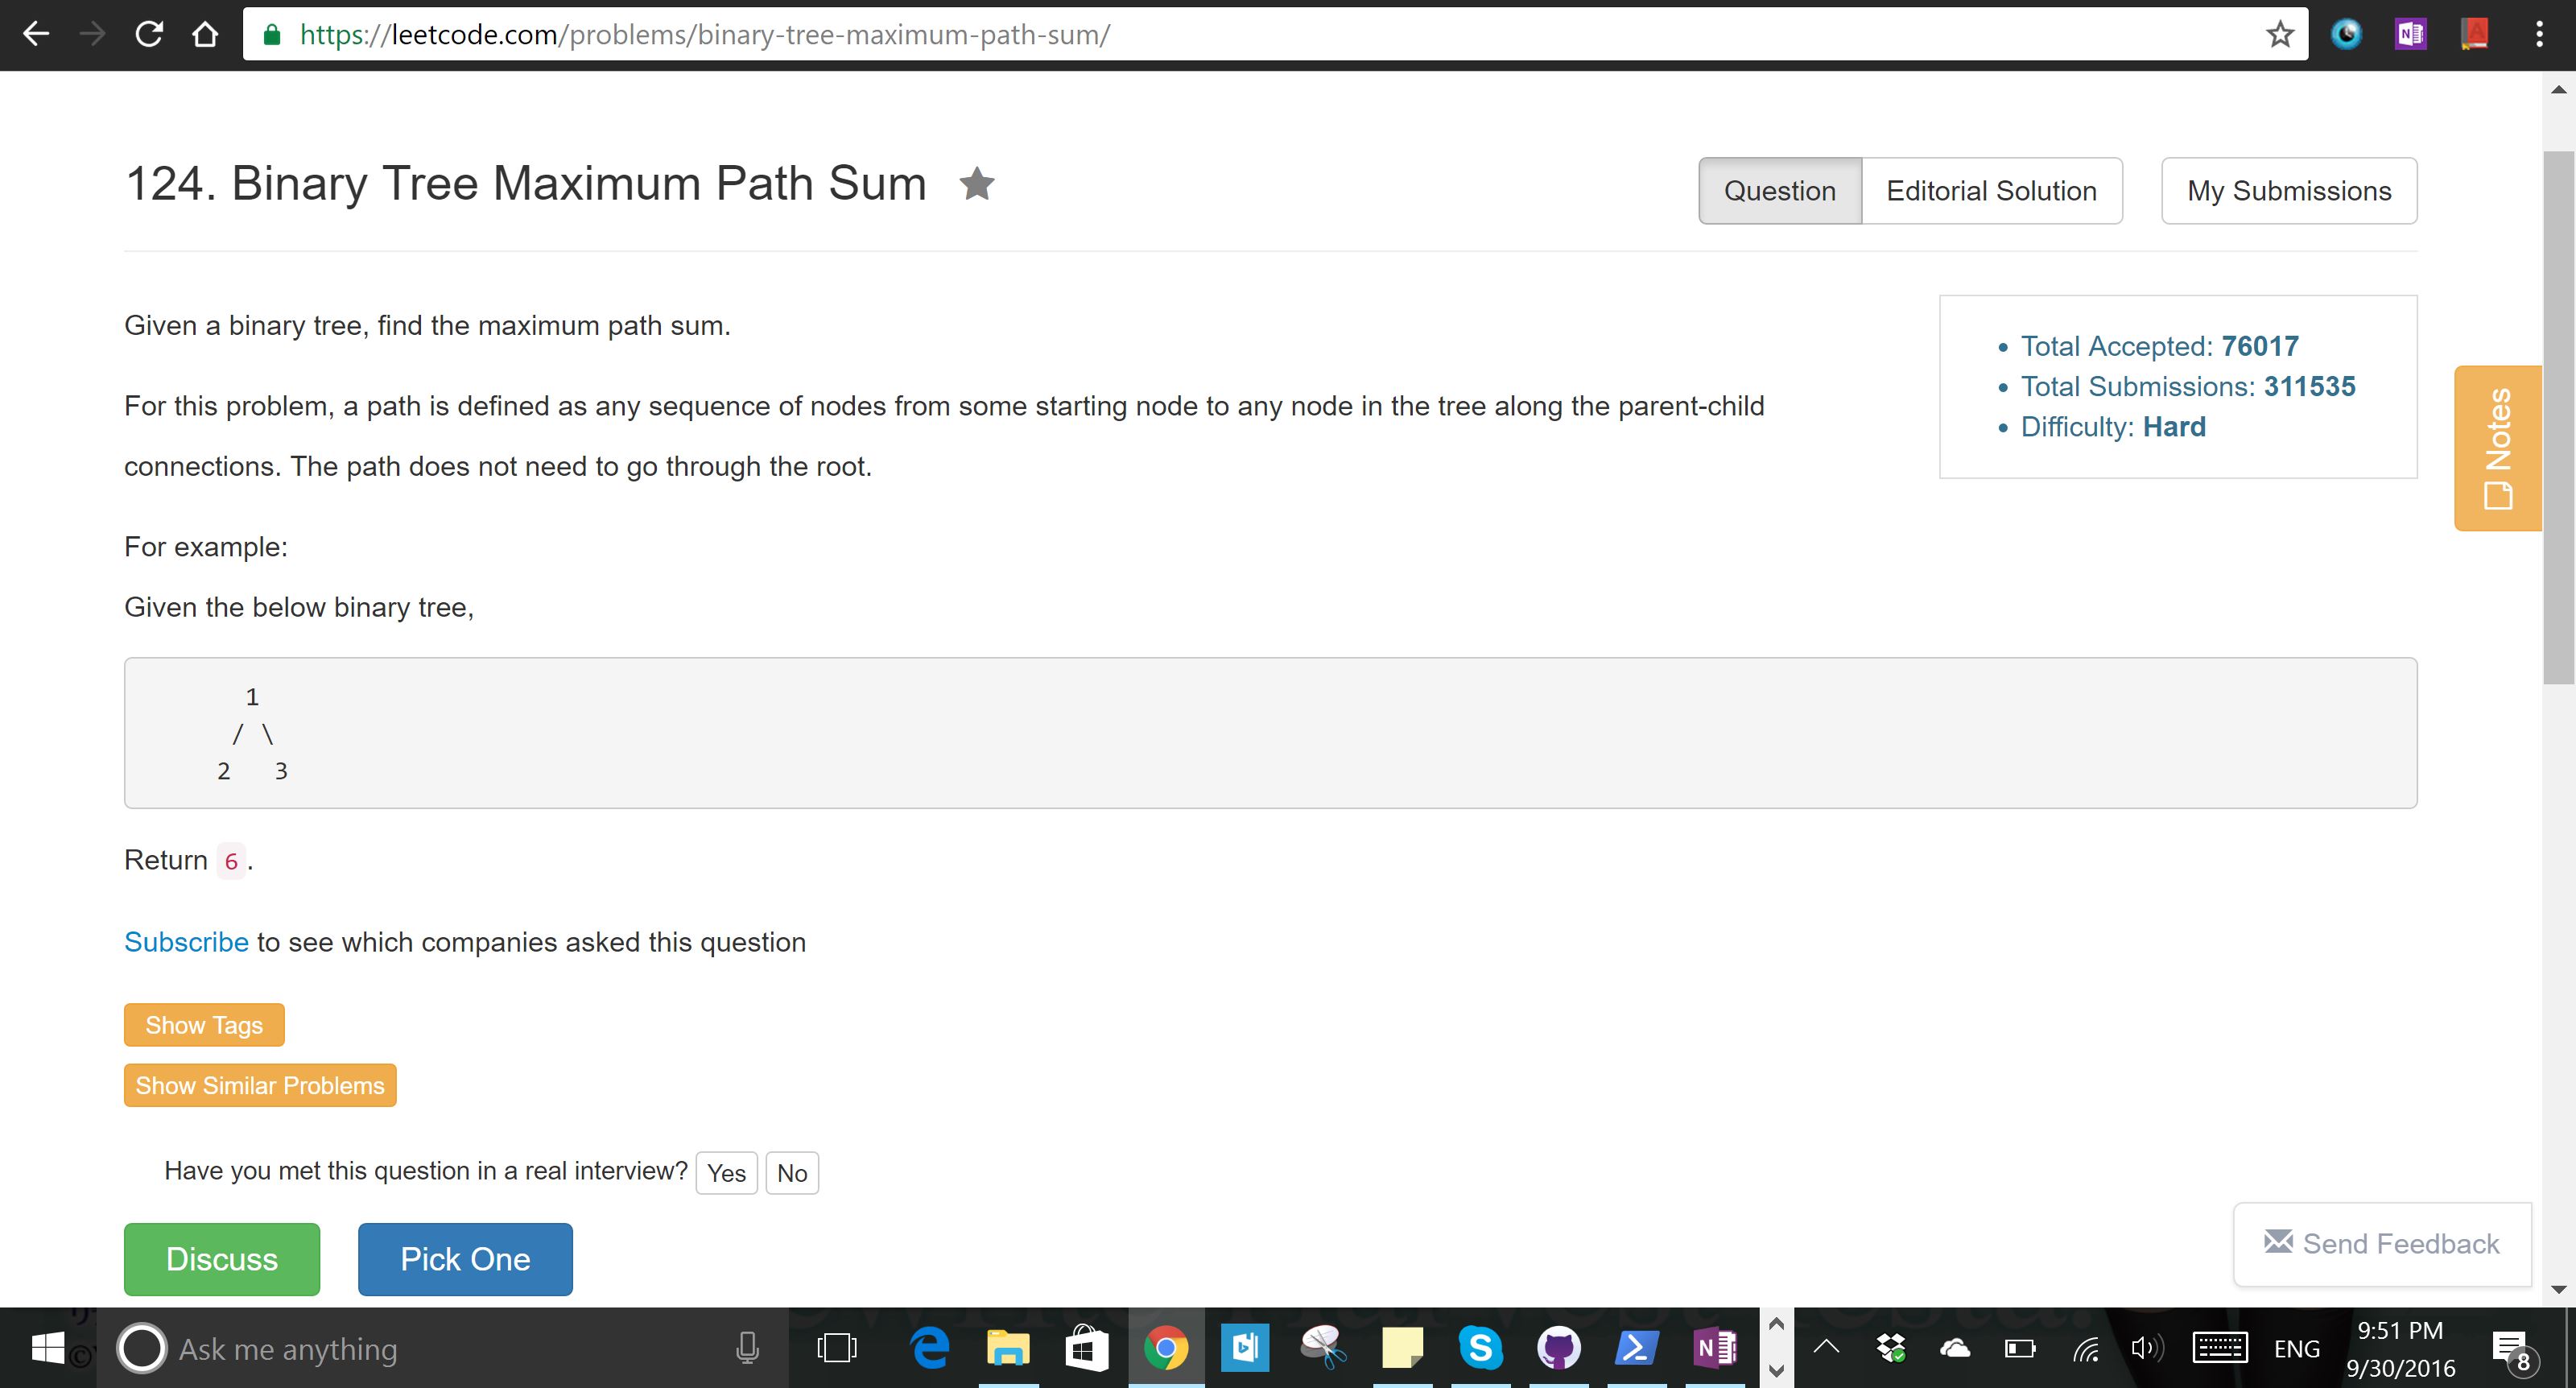 https://leetcode.com/problems/binary-tree-maximum-path-sum/
124. Binary Tree Maximum Path Sum
Question
Editorial Solution
My Submissions
Given a binary tree, find the maximum path sum.
For this problem, a path is defined as any sequence of nodes from some starting node to any node in the tree along the parent-child
connections. The path does not need to go through the root.
For example:
Given the below binary tree,
1
/ \
2 3
Return 6.
Subscribe to see which companies asked this question
Show Tags
Show Similar Problems
Have you met this question in a real interview? Yes No
Discuss
Pick One
• Total Accepted: 76017
• Total Submissions: 311535
• Difficulty: Hard
Notes
Send Feedback
Ask me anything
ENG
9:51 PM
9/30/2016
8